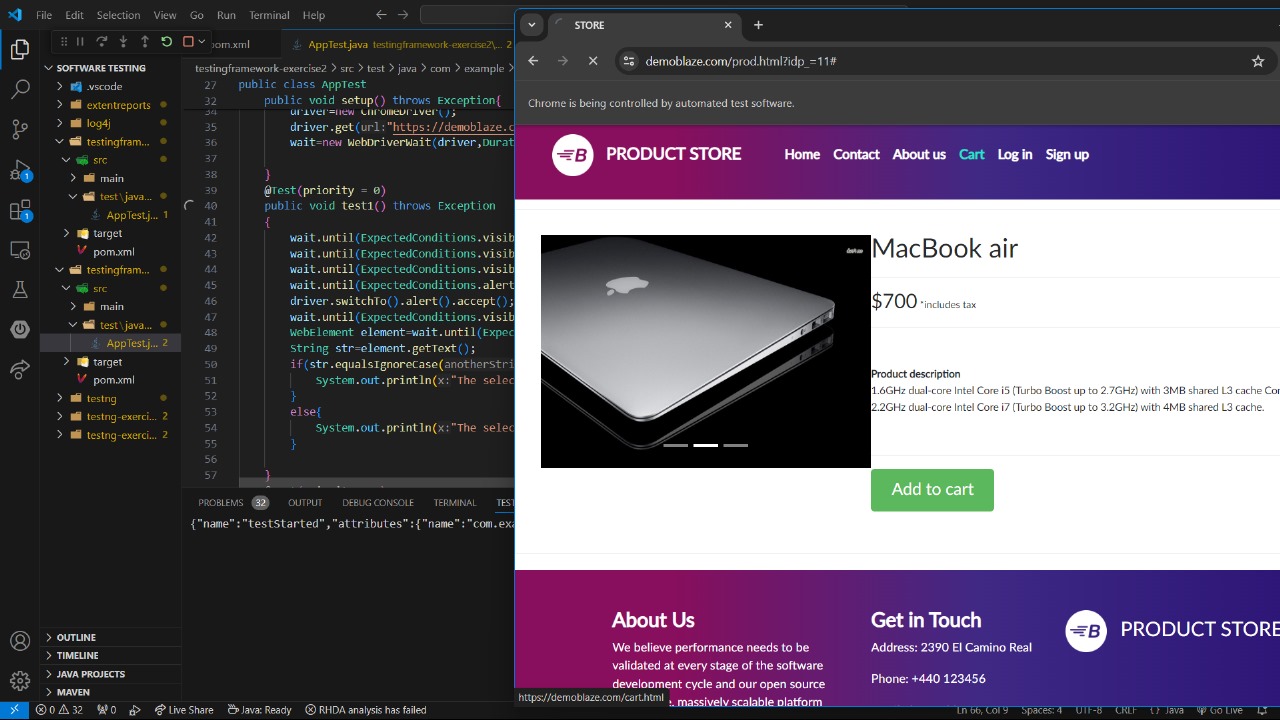 File Edit Selection View Go Run Terminal Help
STORE
demoblaze.com/prod.html?idp_=11#
Chrome is being controlled by automated test software.
PRODUCT STORE
Home Contact About us Cart Log in Sign up
MacBook air
$700 *includes tax
Product description
1.6GHz dual-core Intel Core i5 (Turbo Boost up to 2.7GHz) with 3MB shared L3 cache Con
2.2GHz dual-core Intel Core i7 (Turbo Boost up to 3.2GHz) with 4MB shared L3 cache.
Add to cart
About Us
We believe performance needs to be
validated at every stage of the software
development cycle and our open source
massively scalable platform
Get in Touch
Address: 2390 El Camino Real
Phone: +440 123456
PRODUCT STORE
https://demoblaze.com/cart.html
SOFTWARE TESTING
.vscode
extentreports
log4j
testingfram...
src
main
test\java...
AppTest.j... 1
target
pom.xml
testingfram...
src
main
test\java...
AppTest.j... 2
target
pom.xml
testng
testng-exerci... 2
testng-exerci... 2
OUTLINE
TIMELINE
JAVA PROJECTS
MAVEN
pom.xml
AppTest.java testingframework-exercise2\... 2
testingframework-exercise2 > src > test > java > com > example >
27 public class AppTest
32 public void setup() throws Exception{
34 driver=new ChromeDriver();
35 driver.get(url:"https://demoblaze.c
36 wait=new WebDriverWait(driver,Durat
37
38 }
39 @Test(priority = 0)
40 public void test1() throws Exception
41 {
42 wait.until(ExpectedConditions.visib
43 wait.until(ExpectedConditions.visib
44 wait.until(ExpectedConditions.visib
45 wait.until(ExpectedConditions.alert
46 driver.switchTo().alert().accept();
47 wait.until(ExpectedConditions.visib
48 WebElement element=wait.until(Expec
49 String str=element.getText();
50 if(str.equalsIgnoreCase(anotherStri
51 System.out.println(x:"The selec
52 }
53 else{
54 System.out.println(x:"The selec
55 }
56
57 }
PROBLEMS 32 OUTPUT DEBUG CONSOLE TERMINAL TES
{"name":"testStarted","attributes":{"name":"com.exa
0 32 0 Live Share Java: Ready RHDA analysis has failed
Ln 66, Col 9 Spaces: 4 UTF-8 CRLF {} Java Go Live